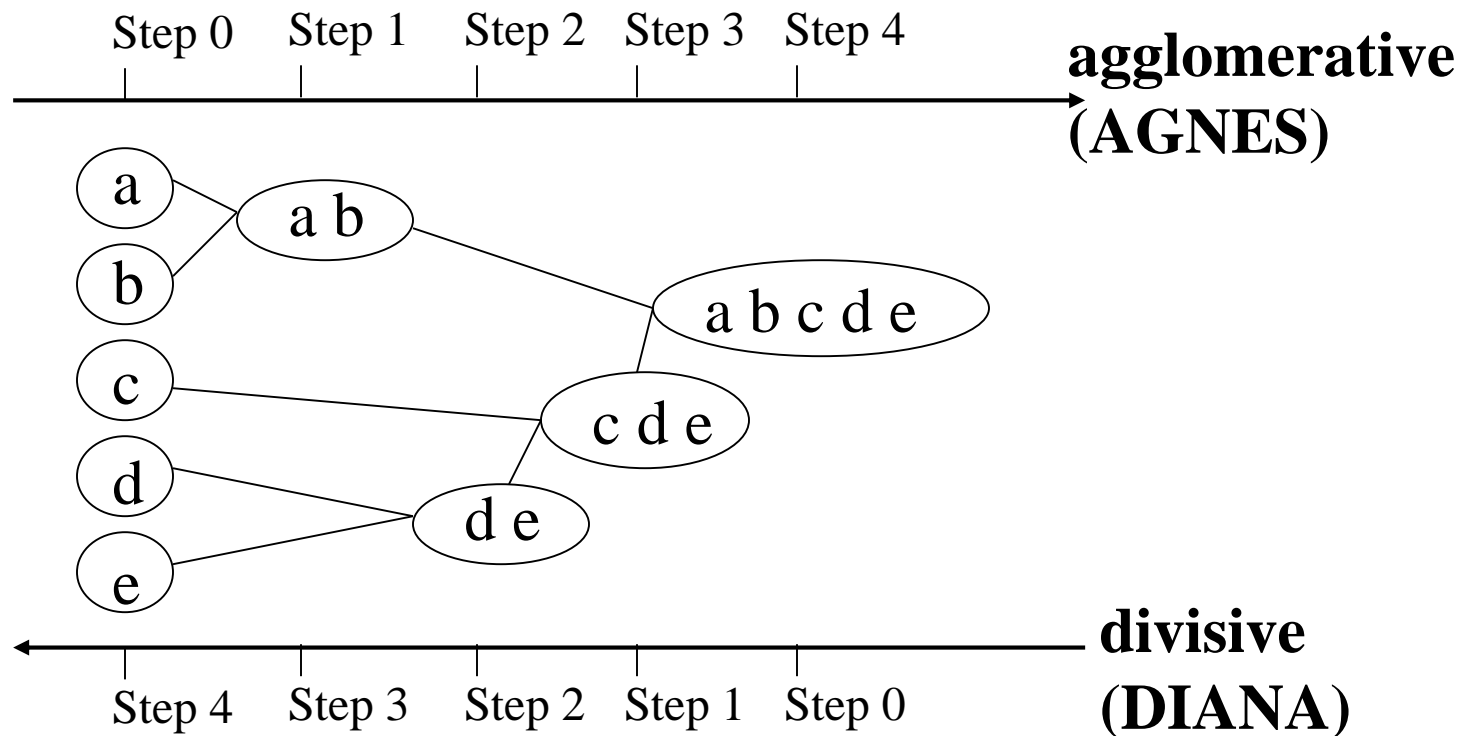 Step 0 Step 1 Step 2 Step 3 Step 4
agglomerative
(AGNES)
a
a b
b
a b c d e
c
c d e
d
d e
e
divisive
(DIANA)
Step 4 Step 3 Step 2 Step 1 Step 0